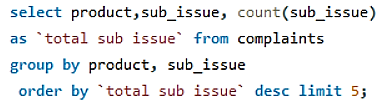 select product,sub_issue, count(sub_issue)
as `total sub issue` from complaints
group by product, sub_issue
order by `total sub issue` desc limit 5;